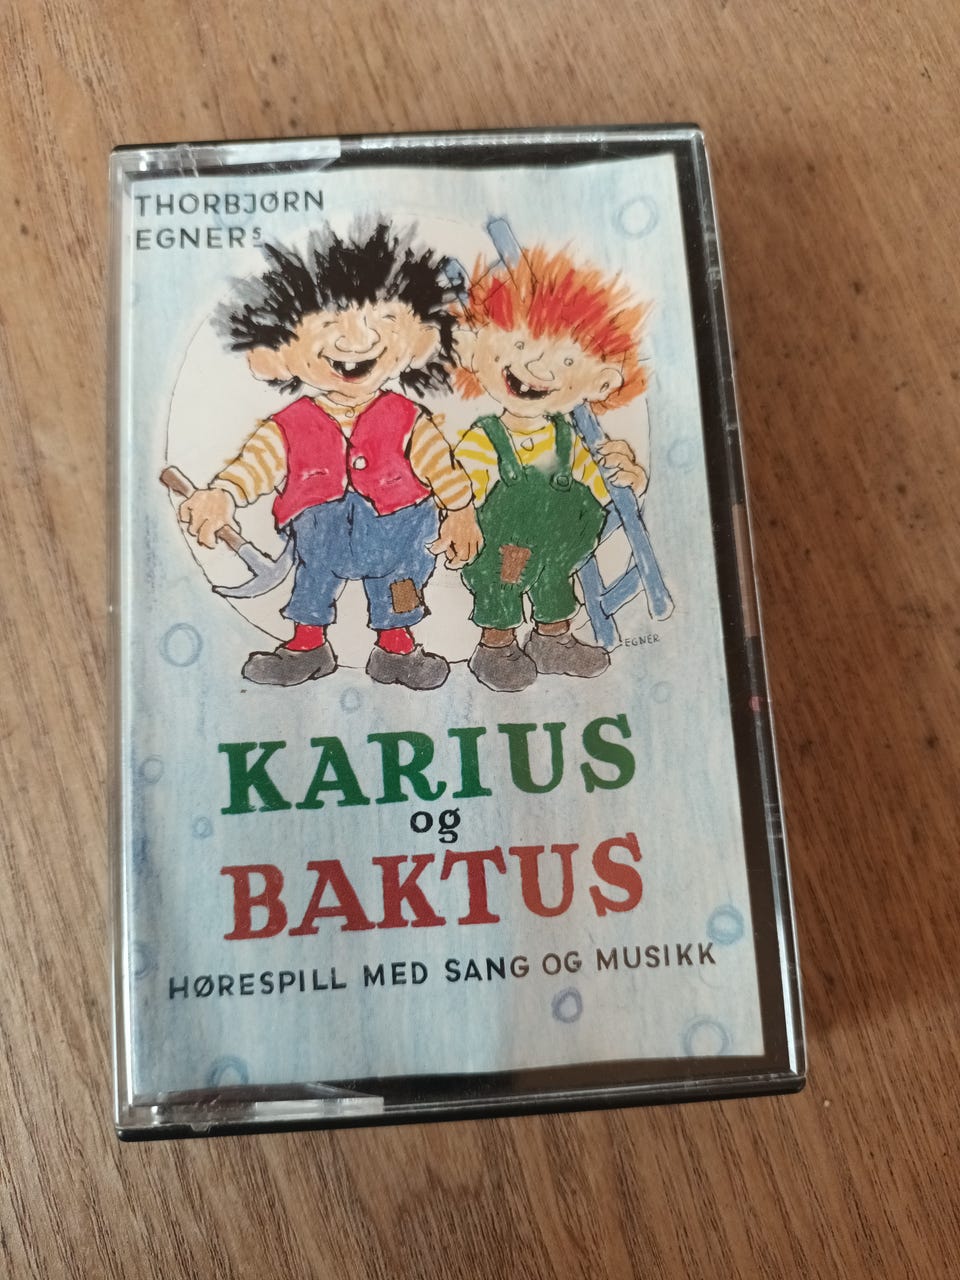 THORBJØRN
EGNERS
EGNER
KARIUS
og
BAKTUS
HØRESPILL MED SANG OG MUSIKK